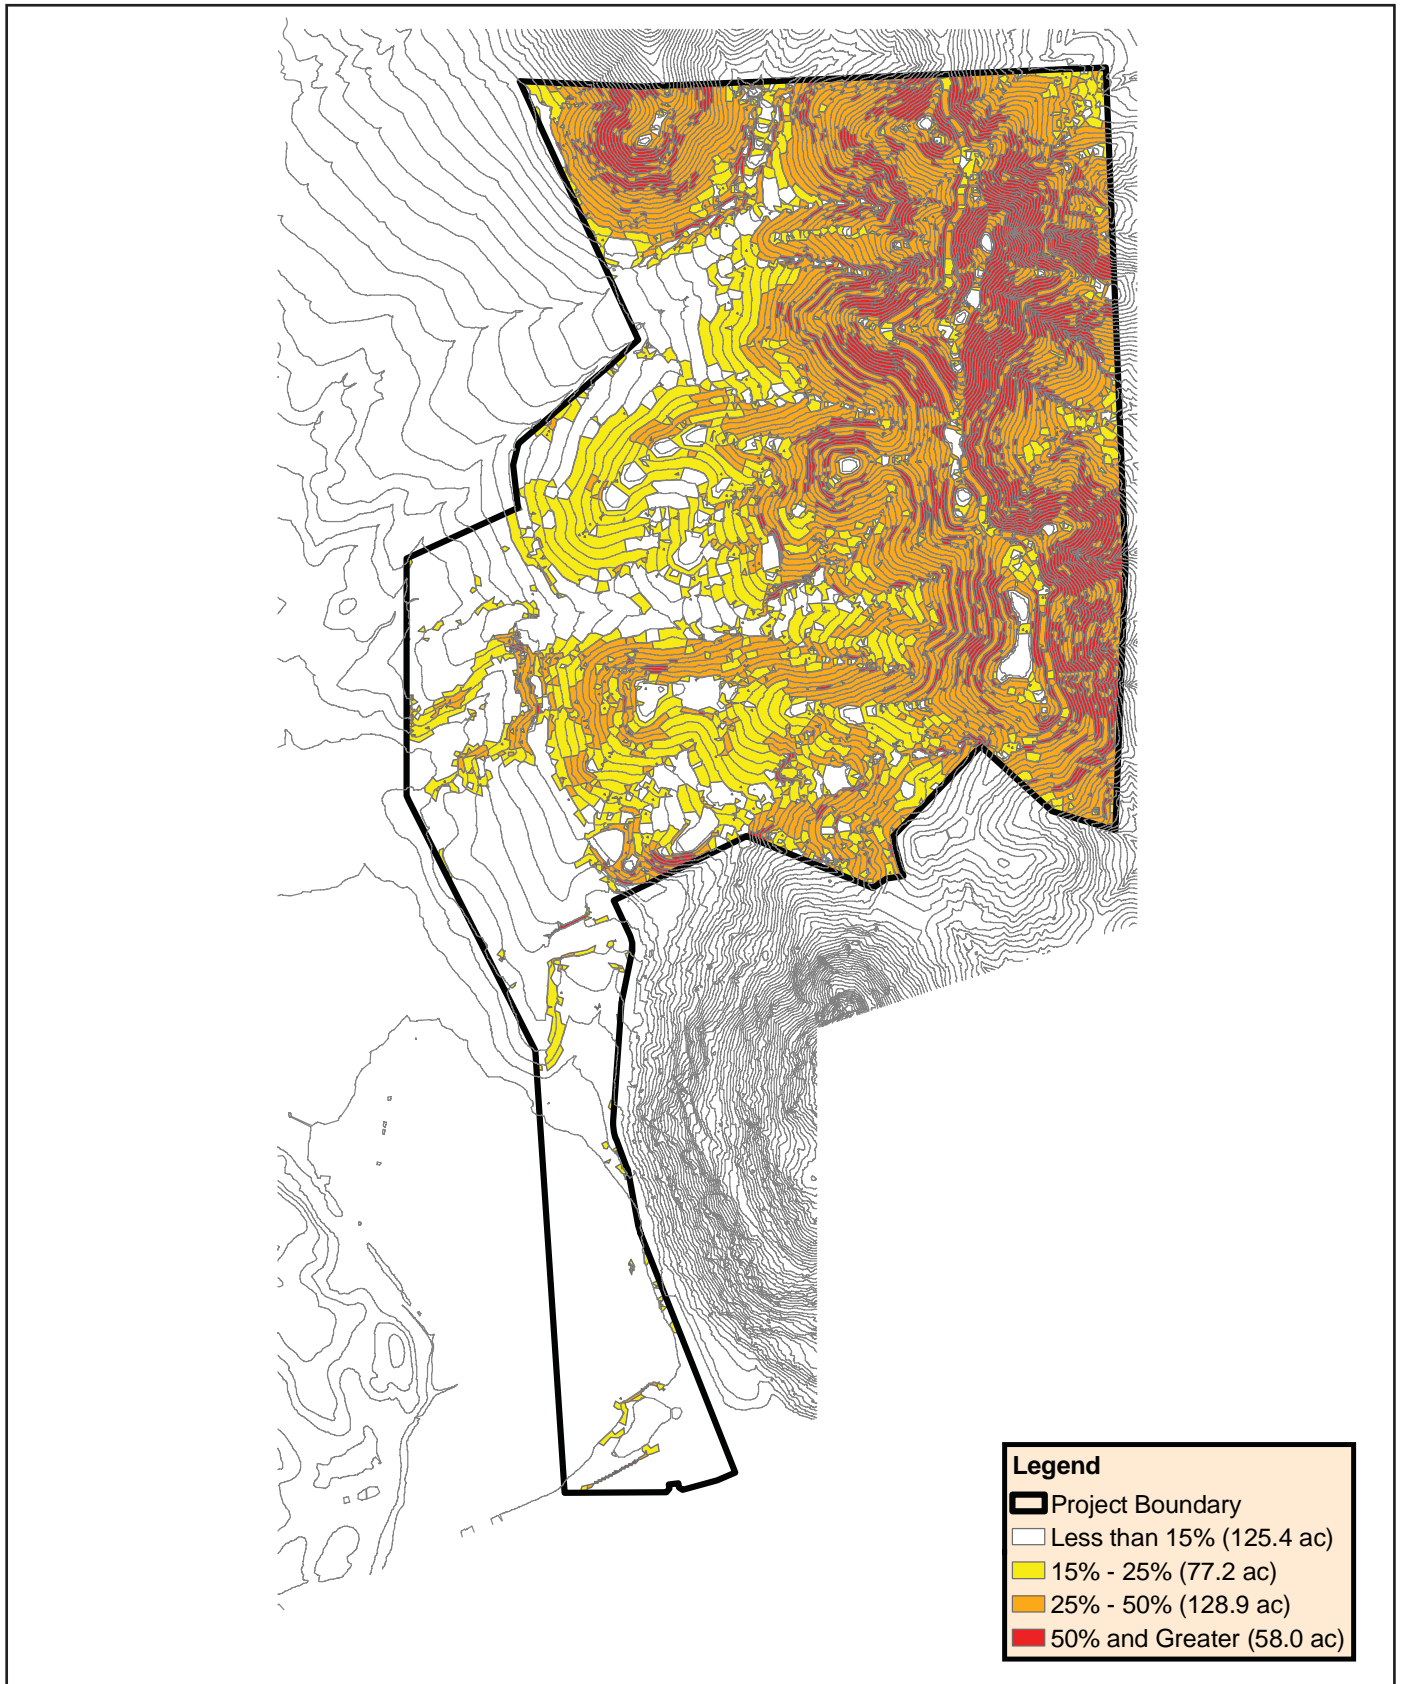 Legend
Project Boundary
Less than 15% (125.4 ac)
15% - 25% (77.2 ac)
25% - 50% (128.9 ac)
50% and Greater (58.0 ac)